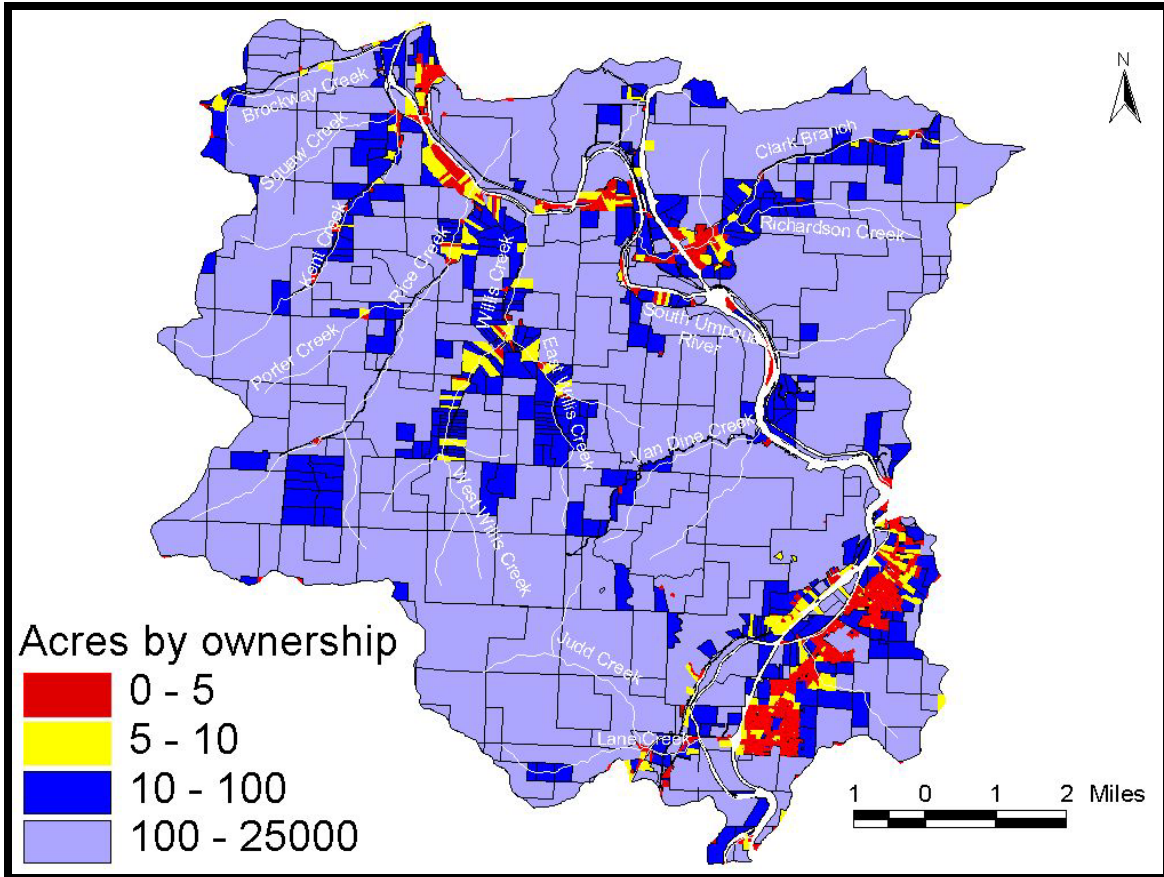 N
Brockway Creek
Squaw Creek
Clark Branch
Kent Creek
Rice Creek
Willis Creek
Richardson Creek
Porter Creek
South Umpqua
River
East Willis Creek
Van Dine Creek
West Willis Creek
Judd Creek
Lane Creek
Acres by ownership
0 - 5
5 - 10
10 - 100
100 - 25000
1 0 1 2 Miles